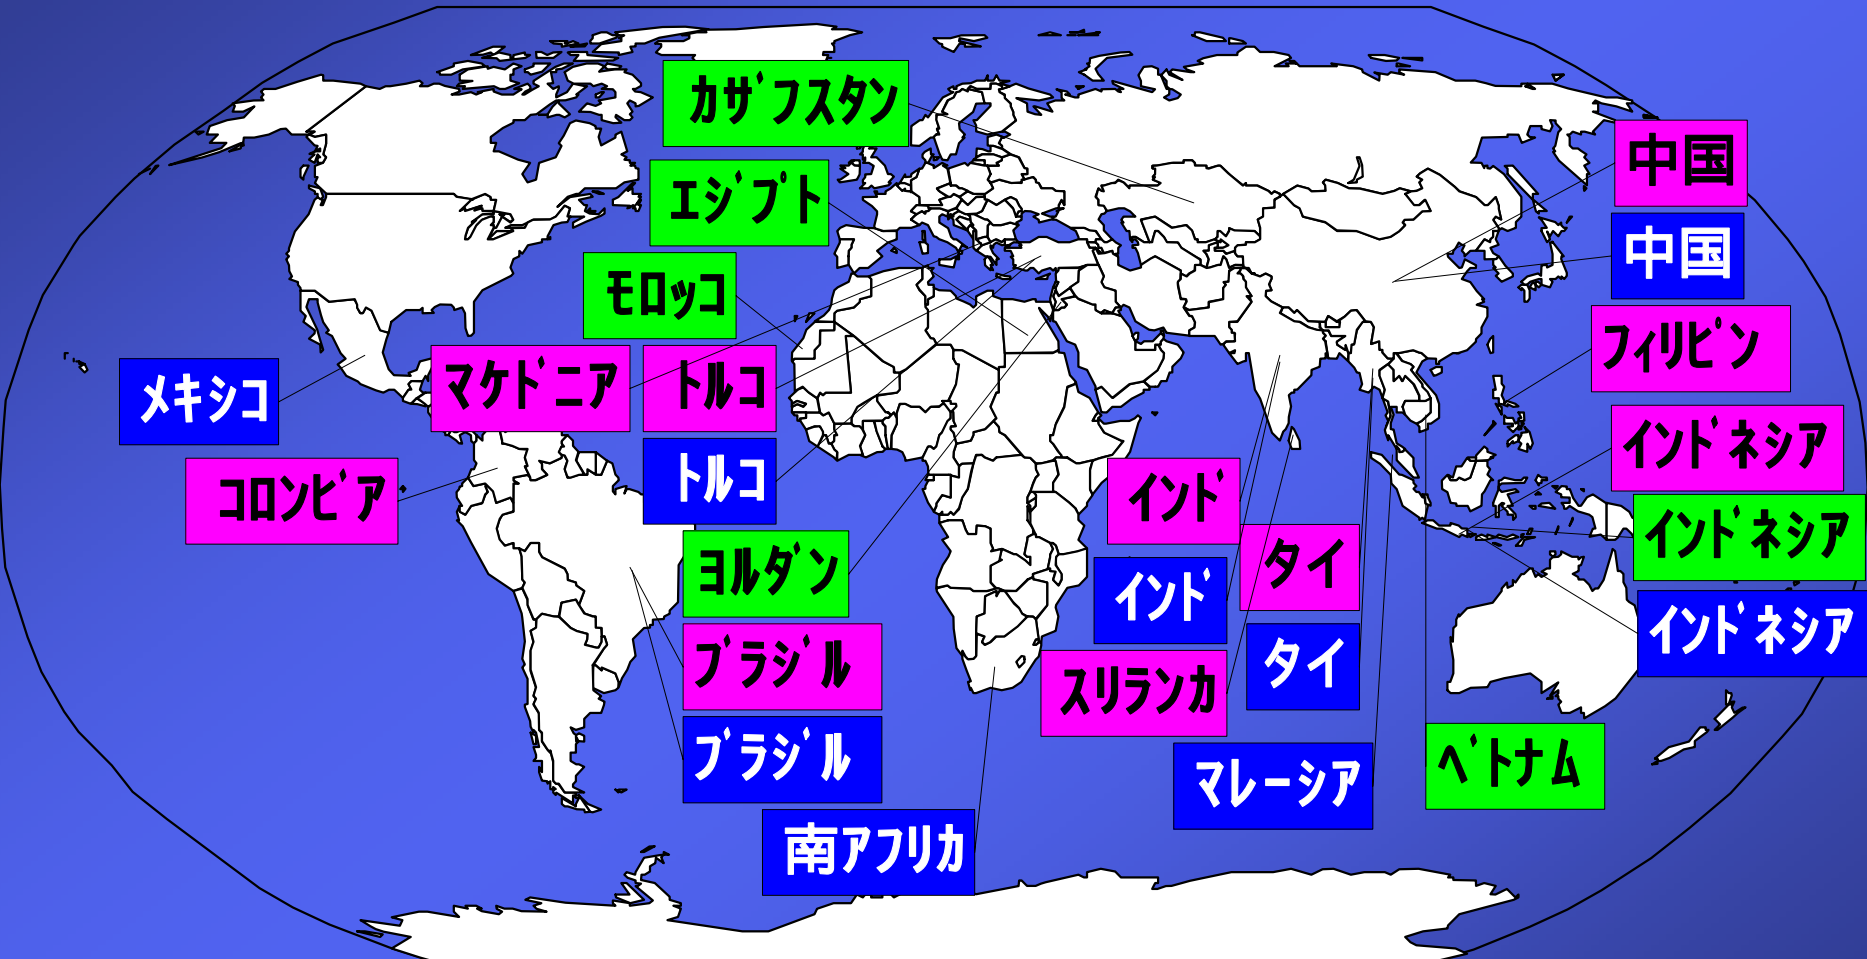 ｶｻﾞﾌｽﾀﾝ
中国
ｴｼﾞﾌﾟﾄ
中国
ﾓﾛｯｺ
ﾌｨﾘﾋﾟﾝ
ﾒｷｼｺ
ﾏｹﾄﾞﾆｱ
ﾄﾙｺ
ｲﾝﾄﾞﾈｼｱ
ｺﾛﾝﾋﾞｱ
ﾄﾙｺ
ｲﾝﾄﾞ
ｲﾝﾄﾞﾈｼｱ
ﾖﾙﾀﾞﾝ
タイ
ｲﾝﾄﾞ
ｲﾝﾄﾞﾈｼｱ
ﾌﾞﾗｼﾞﾙ
ｽﾘﾗﾝｶ
タイ
ﾌﾞﾗｼﾞﾙ
ﾏﾚｰｼｱ
ﾍﾞﾄﾅﾑ
南ｱﾌﾘｶ